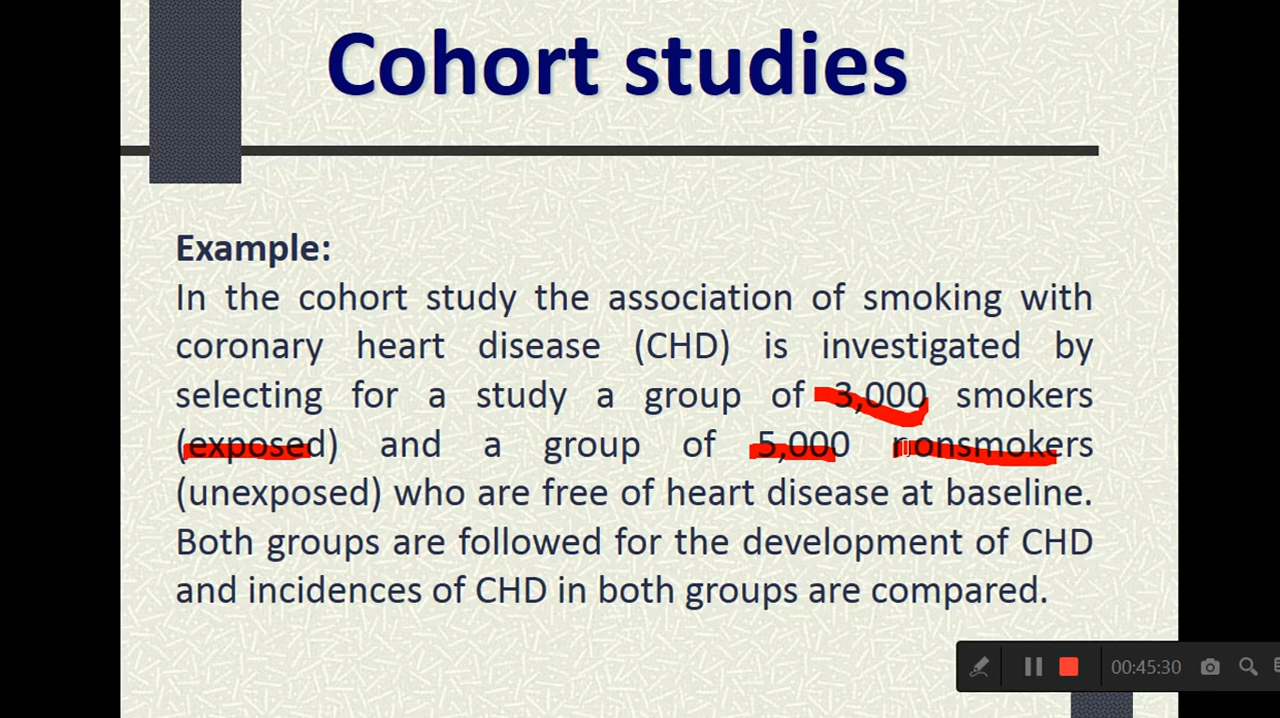 Cohort studies
Example:
In the cohort study the association of smoking with
coronary heart disease (CHD) is investigated by
selecting for a study a group of 3,000 smokers
(exposed) and a group of 5,000 nonsmokers
(unexposed) who are free of heart disease at baseline.
Both groups are followed for the development of CHD
and incidences of CHD in both groups are compared.
00:45:30